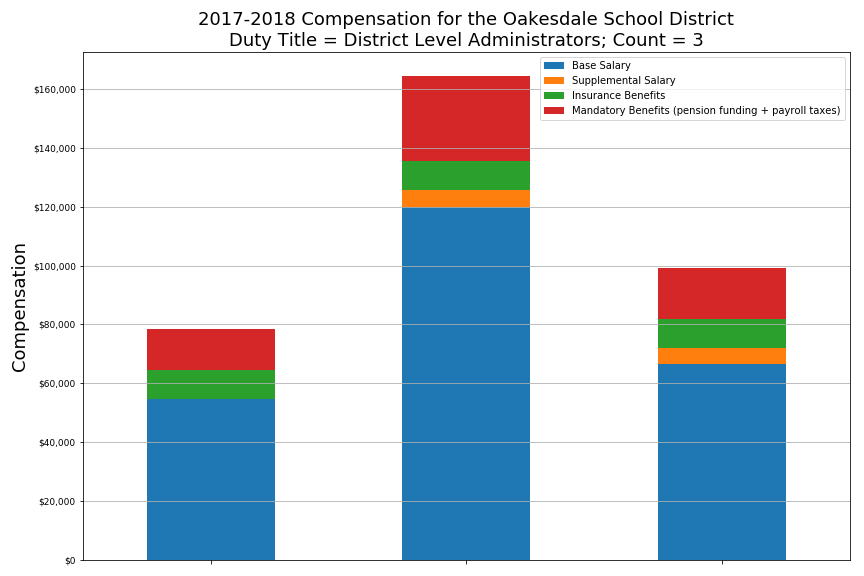 2017-2018 Compensation for the Oakesdale School District
Duty Title = District Level Administrators; Count = 3
Base Salary
Supplemental Salary
Insurance Benefits
Mandatory Benefits (pension funding + payroll taxes)
Compensation
$160,000
$140,000
$120,000
$100,000
$80,000
$60,000
$40,000
$20,000
$0